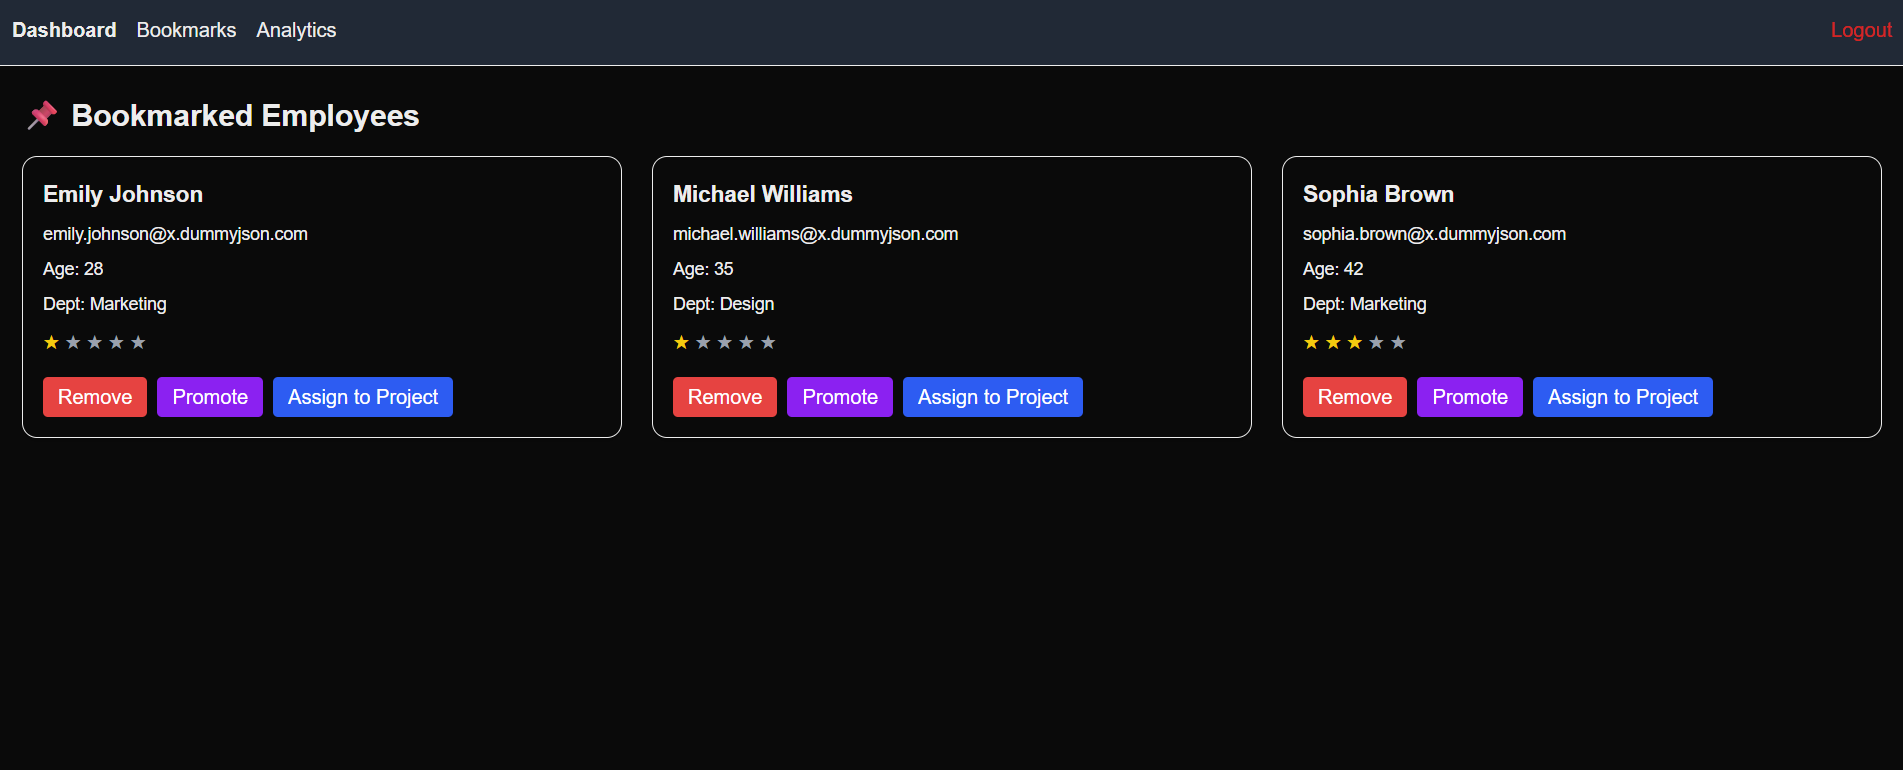 Dashboard Bookmarks Analytics Logout
📌 Bookmarked Employees
Emily Johnson
emily.johnson@x.dummyjson.com
Age: 28
Dept: Marketing
★ ★ ★ ★ ★
Remove Promote Assign to Project
Michael Williams
michael.williams@x.dummyjson.com
Age: 35
Dept: Design
★ ★ ★ ★ ★
Remove Promote Assign to Project
Sophia Brown
sophia.brown@x.dummyjson.com
Age: 42
Dept: Marketing
★ ★ ★ ★ ★
Remove Promote Assign to Project